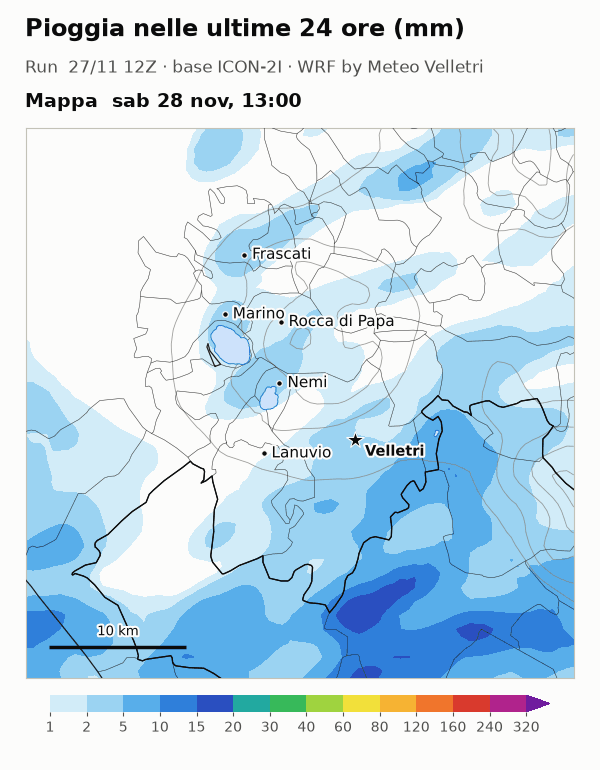 Pioggia nelle ultime 24 ore (mm)
Run  27/11 12Z · base ICON-2I · WRF by Meteo Velletri
Mappa  sab 28 nov, 13:00
Frascati
Marino
Rocca di Papa
Nemi
Velletri
Lanuvio
10 km
1 2 5 10 15 20 30 40 60 80 120 160 240 320